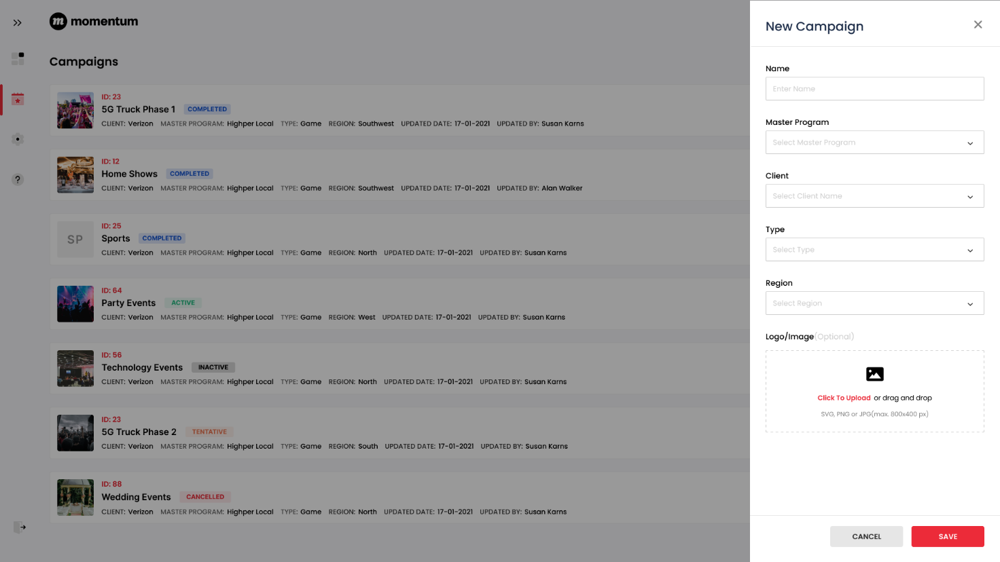 momentum
Campaigns
ID: 23
5G Truck Phase 1 COMPLETED
CLIENT: Verizon MASTER PROGRAM: Highper Local TYPE: Game REGION: Southwest UPDATED DATE: 17-01-2021 UPDATED BY: Susan Karns
ID: 12
Home Shows COMPLETED
CLIENT: Verizon MASTER PROGRAM: Highper Local TYPE: Game REGION: Southwest UPDATED DATE: 17-01-2021 UPDATED BY: Alan Walker
SP
ID: 25
Sports COMPLETED
CLIENT: Verizon MASTER PROGRAM: Highper Local TYPE: Game REGION: North UPDATED DATE: 17-01-2021 UPDATED BY: Susan Karns
ID: 64
Party Events ACTIVE
CLIENT: Verizon MASTER PROGRAM: Highper Local TYPE: Game REGION: West UPDATED DATE: 17-01-2021 UPDATED BY: Susan Karns
ID: 56
Technology Events INACTIVE
CLIENT: Verizon MASTER PROGRAM: Highper Local TYPE: Game REGION: North UPDATED DATE: 17-01-2021 UPDATED BY: Susan Karns
ID: 23
5G Truck Phase 2 TENTATIVE
CLIENT: Verizon MASTER PROGRAM: Highper Local TYPE: Game REGION: South UPDATED DATE: 17-01-2021 UPDATED BY: Susan Karns
ID: 88
Wedding Events CANCELLED
CLIENT: Verizon MASTER PROGRAM: Highper Local TYPE: Game REGION: North UPDATED DATE: 17-01-2021 UPDATED BY: Susan Karns
New Campaign
Name
Enter Name
Master Program
Select Master Program
Client
Select Client Name
Type
Select Type
Region
Select Region
Logo/Image(Optional)
Click To Upload or drag and drop
SVG, PNG or JPG(max. 800x400 px)
CANCEL SAVE